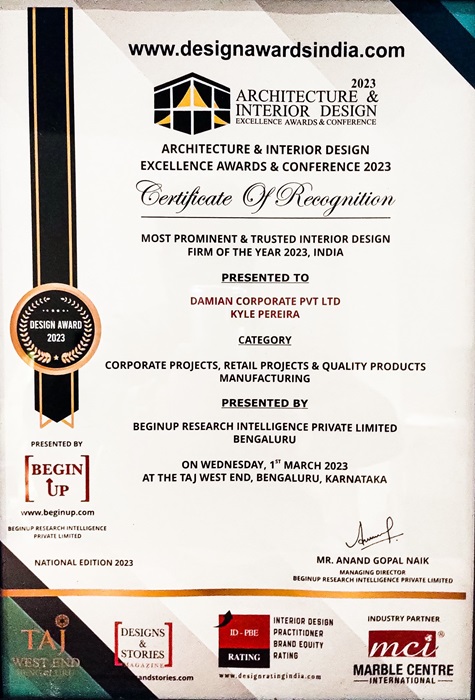 www.designawardsindia.com
2023
ARCHITECTURE &
INTERIOR DESIGN
EXCELLENCE AWARDS & CONFERENCE
ARCHITECTURE & INTERIOR DESIGN
EXCELLENCE AWARDS & CONFERENCE 2023
Certificate Of Recognition
MOST PROMINENT & TRUSTED INTERIOR DESIGN
FIRM OF THE YEAR 2023, INDIA
PRESENTED TO
DAMIAN CORPORATE PVT LTD
KYLE PEREIRA
DESIGN AWARD
2023
CATEGORY
CORPORATE PROJECTS, RETAIL PROJECTS & QUALITY PRODUCTS
MANUFACTURING
PRESENTED BY
BEGINUP RESEARCH INTELLIGENCE PRIVATE LIMITED
BENGALURU
ON WEDNESDAY, 1ST MARCH 2023
AT THE TAJ WEST END, BENGALURU, KARNATAKA
PRESENTED BY
BEGIN
UP
www.beginup.com
BEGINUP RESEARCH INTELLIGENCE
PRIVATE LIMITED
NATIONAL EDITION 2023
MR. ANAND GOPAL NAIK
MANAGING DIRECTOR
BEGINUP RESEARCH INTELLIGENCE PRIVATE LIMITED
TAJ
WEST END
BENGALURU
DESIGNS
&
STORIES
MAGAZINE
andstories.com
ID - PBE
RATING
INTERIOR DESIGN
PRACTITIONER
BRAND EQUITY
RATING
www.designratingindia.com
INDUSTRY PARTNER
mci®
MARBLE CENTRE
INTERNATIONAL